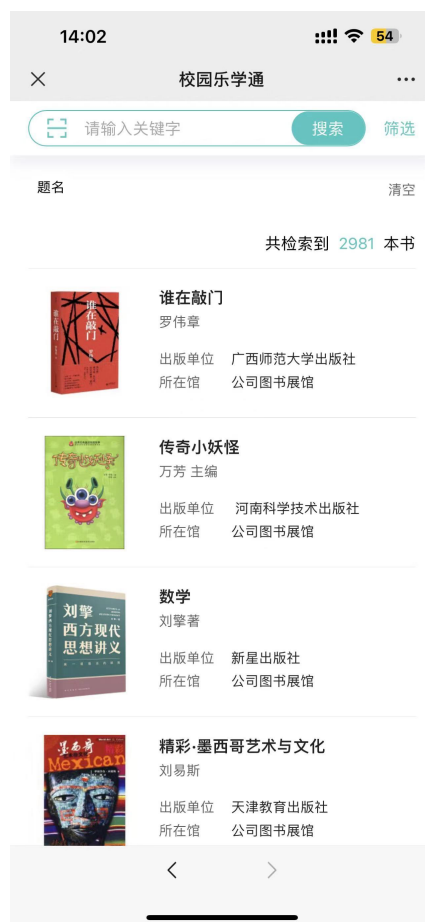 14:02
54
校园乐学通
请输入关键字
搜索
筛选
题名
清空
共检索到 2981 本书
谁在敲门
谁在敲门
谁在敲门
罗伟章
出版单位 广西师范大学出版社
所在馆 公司图书展馆
传奇小妖怪
传奇小妖怪
万芳 主编
出版单位 河南科学技术出版社
所在馆 公司图书展馆
刘擎
西方现代
思想讲义
数学
刘擎著
出版单位 新星出版社
所在馆 公司图书展馆
墨西哥
Mexican
精彩·墨西哥艺术与文化
刘易斯
出版单位 天津教育出版社
所在馆 公司图书展馆